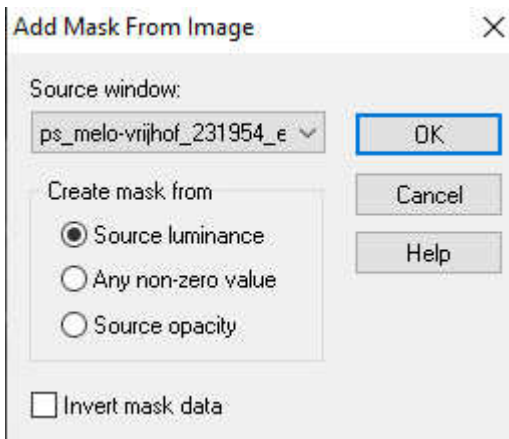 Add Mask From Image
Source window:
ps_melo-vrijhof_231954_e
OK
Create mask from
Cancel
Source luminance
Help
Any non-zero value
Source opacity
Invert mask data